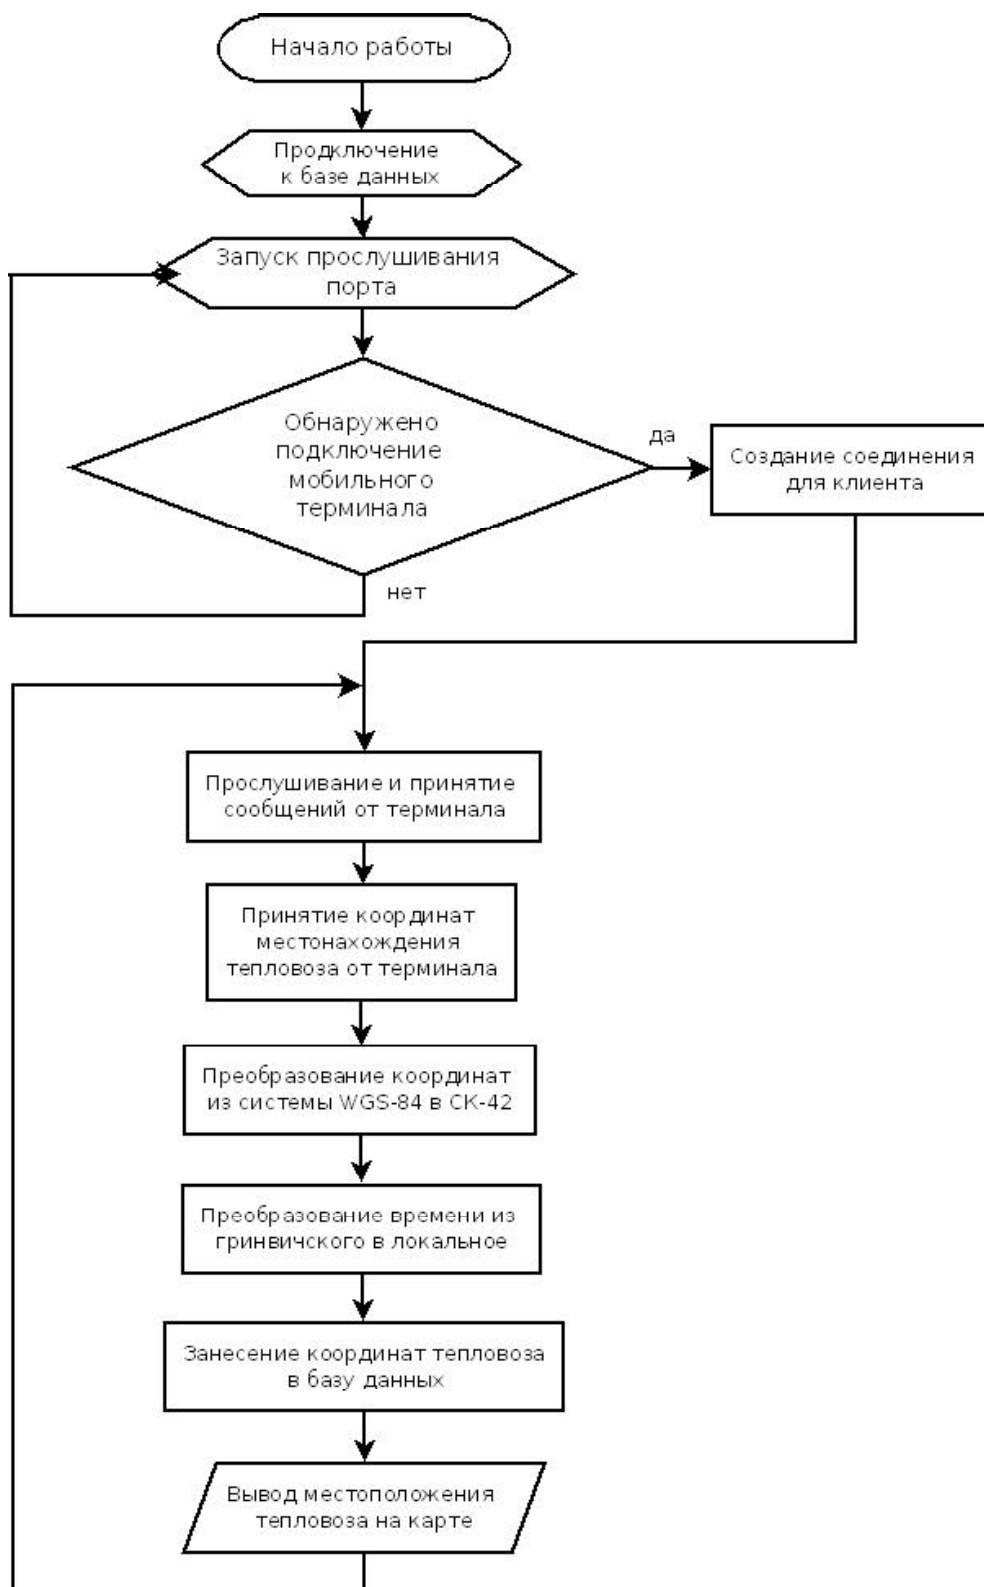 Начало работы
Продключение
к базе данных
Запуск прослушивания
порта
Обнаружено
подключение
мобильного
терминала
да
Создание соединения
для клиента
нет
Прослушивание и принятие
сообщений от терминала
Принятие координат
местонахождения
тепловоза от терминала
Преобразование координат
из системы WGS-84 в СК-42
Преобразование времени из
гринвичского в локальное
Занесение координат тепловоза
в базу данных
Вывод местоположения
тепловоза на карте